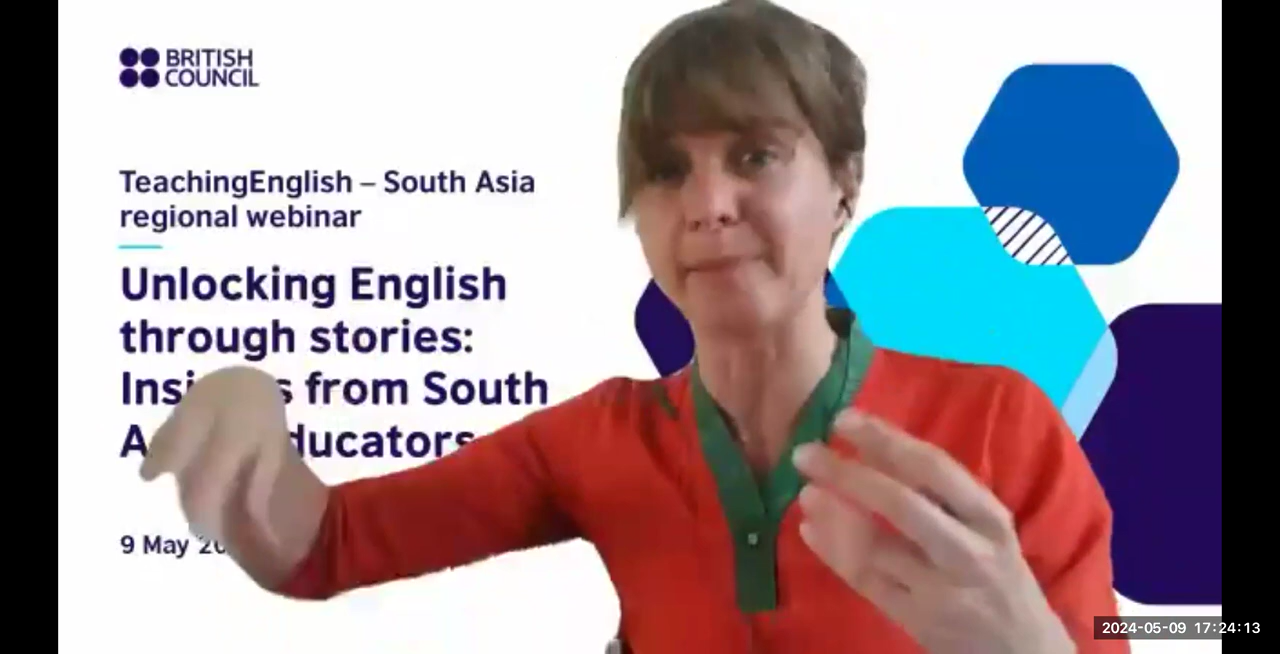 BRITISH
COUNCIL
TeachingEnglish – South Asia
regional webinar
Unlocking English
through stories:
from South
9 May
2024-05-09 17:24:13